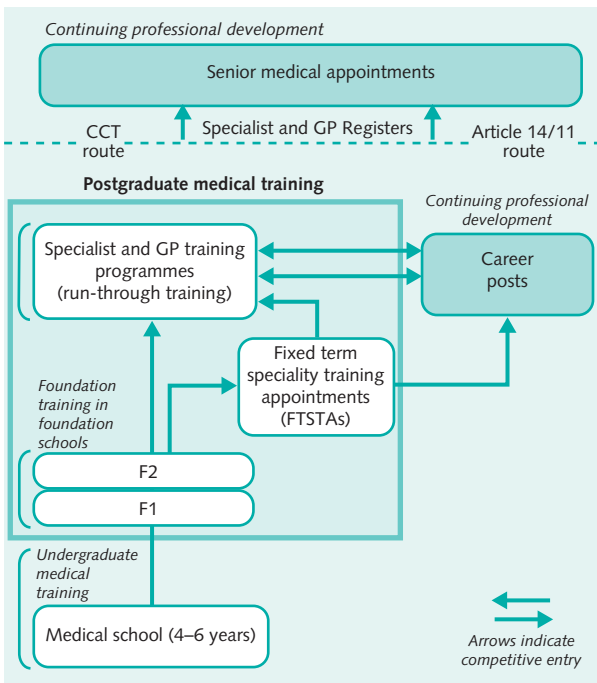 Continuing professional development
Senior medical appointments
CCT
route
Specialist and GP Registers
Article 14/11
route
Postgraduate medical training
Continuing professional
development
Specialist and GP training
programmes
(run-through training)
Career
posts
Fixed term
speciality training
appointments
(FTSTAs)
Foundation
training in
foundation
schools
F2
F1
Undergraduate
medical
training
Medical school (4–6 years)
Arrows indicate
competitive entry